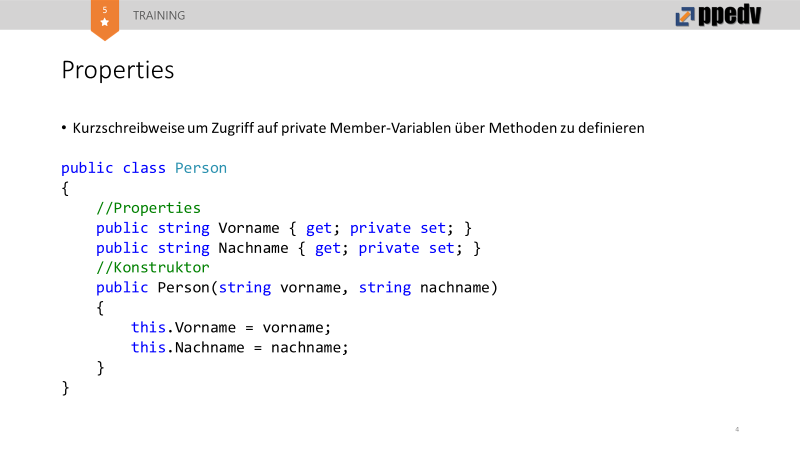 5
TRAINING
ppedv
Properties
• Kurzschreibweise um Zugriff auf private Member-Variablen über Methoden zu definieren
public class Person
{
    //Properties
    public string Vorname { get; private set; }
    public string Nachname { get; private set; }
    //Konstruktor
    public Person(string vorname, string nachname)
    {
        this.Vorname = vorname;
        this.Nachname = nachname;
    }
}
4